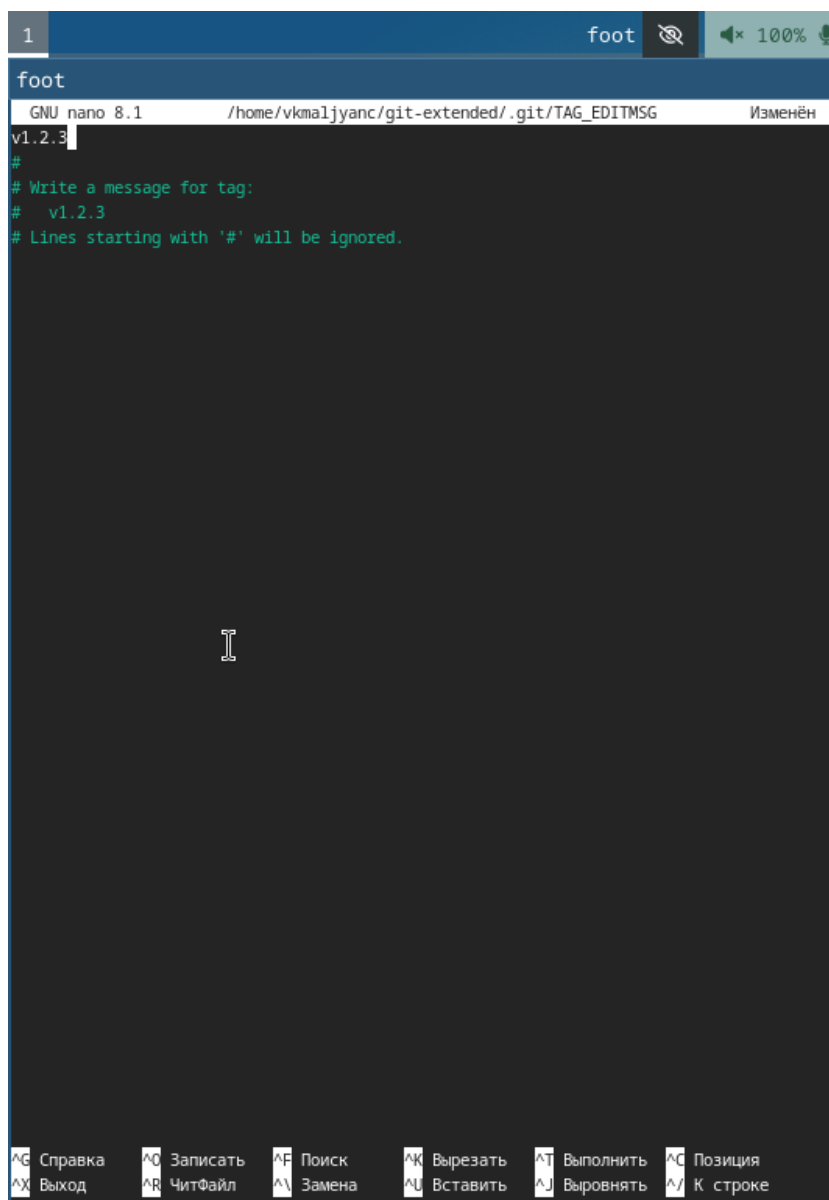 1 foot 100%
foot
GNU nano 8.1 /home/vkmaljyanc/git-extended/.git/TAG_EDITMSG Изменён
v1.2.3
#
# Write a message for tag:
#   v1.2.3
# Lines starting with '#' will be ignored.
^G Справка ^O Записать ^F Поиск ^K Вырезать ^T Выполнить ^C Позиция
^X Выход ^R ЧитФайл ^\ Замена ^U Вставить ^J Выровнять ^/ К строке